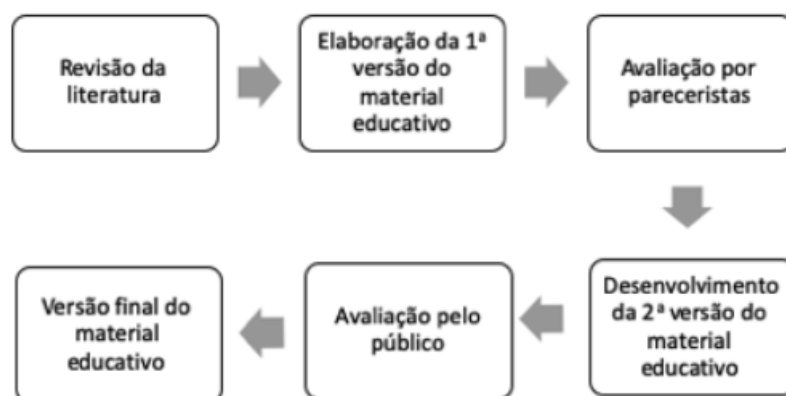 Revisão da
literatura
Elaboração da 1ª
versão do
material
educativo
Avaliação por
pareceristas
Desenvolvimento
da 2ª versão do
material
educativo
Avaliação pelo
público
Versão final do
material
educativo